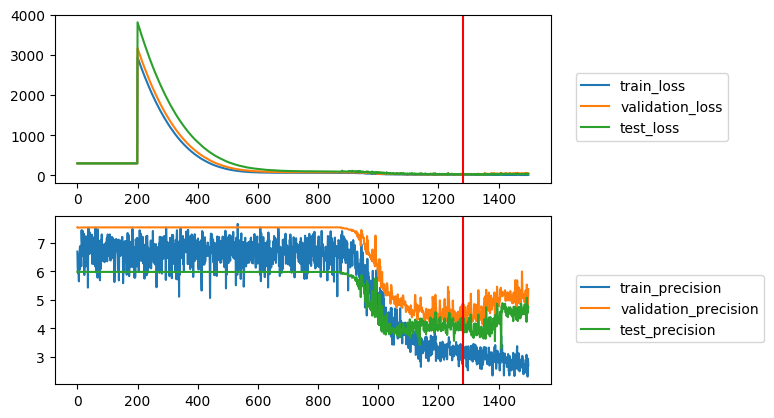 4000
3000
2000
1000
0
0 200 400 600 800 1000 1200 1400
train_loss
validation_loss
test_loss
7
6
5
4
3
0 200 400 600 800 1000 1200 1400
train_precision
validation_precision
test_precision